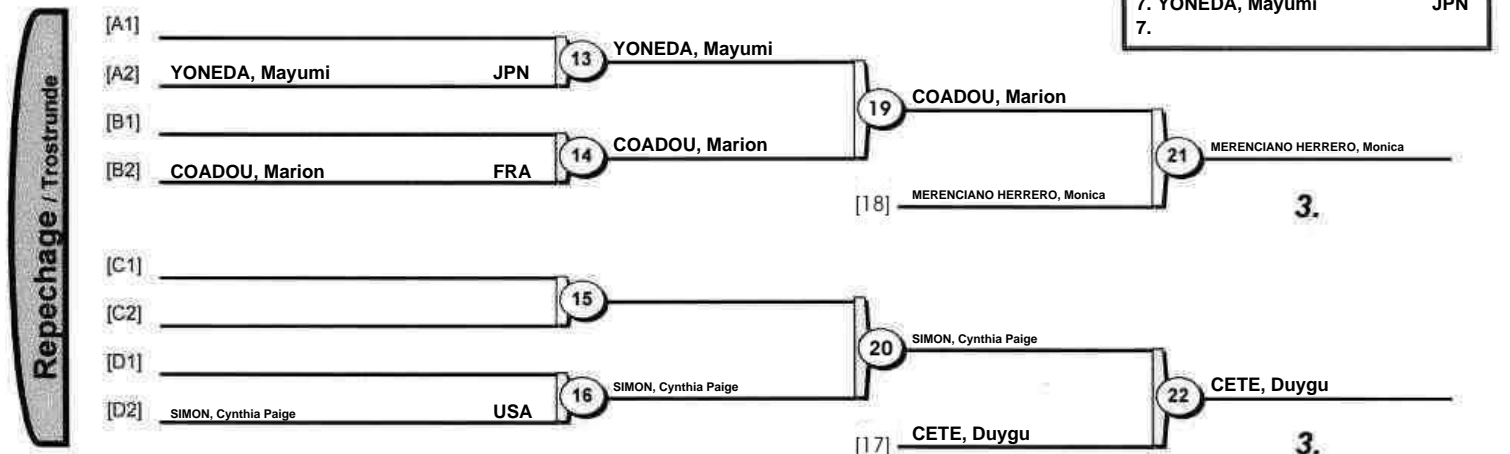 7. YONEDA, Mayumi JPN
7.
Repechage / Trostrunde
[A1]
[A2] YONEDA, Mayumi JPN
13 YONEDA, Mayumi
[B1]
[B2] COADOU, Marion FRA
14 COADOU, Marion
19 COADOU, Marion
[18] MERENCIANO HERRERO, Monica
21 MERENCIANO HERRERO, Monica
3.
[C1]
[C2]
15
[D1]
[D2] SIMON, Cynthia Paige USA
16 SIMON, Cynthia Paige
20 SIMON, Cynthia Paige
[17] CETE, Duygu
22 CETE, Duygu
3.